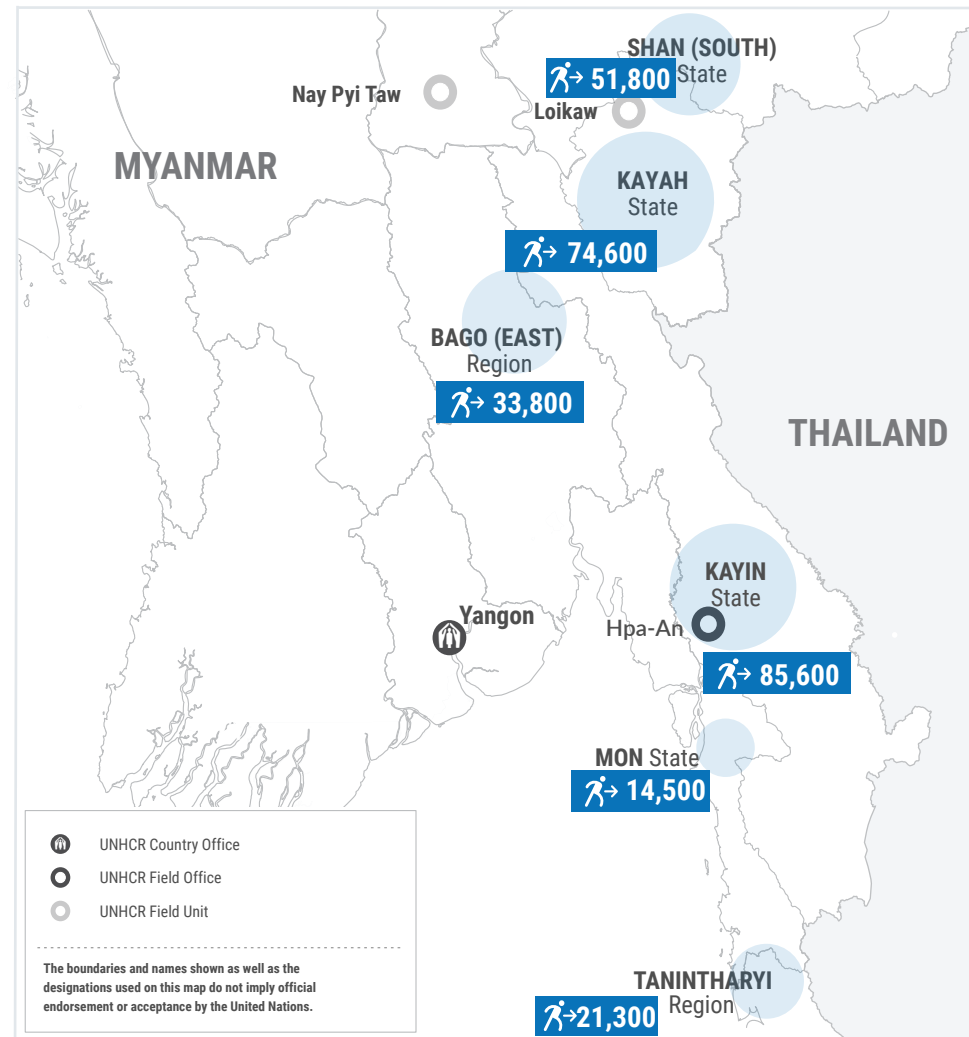 SHAN (SOUTH)
State
51,800
Nay Pyi Taw
Loikaw
MYANMAR
KAYAH
State
74,600
BAGO (EAST)
Region
33,800
THAILAND
KAYIN
State
Yangon
Hpa-An
85,600
MON State
14,500
UNHCR Country Office
UNHCR Field Office
UNHCR Field Unit
The boundaries and names shown as well as the
designations used on this map do not imply official
endorsement or acceptance by the United Nations.
TANINTHARYI
Region
21,300